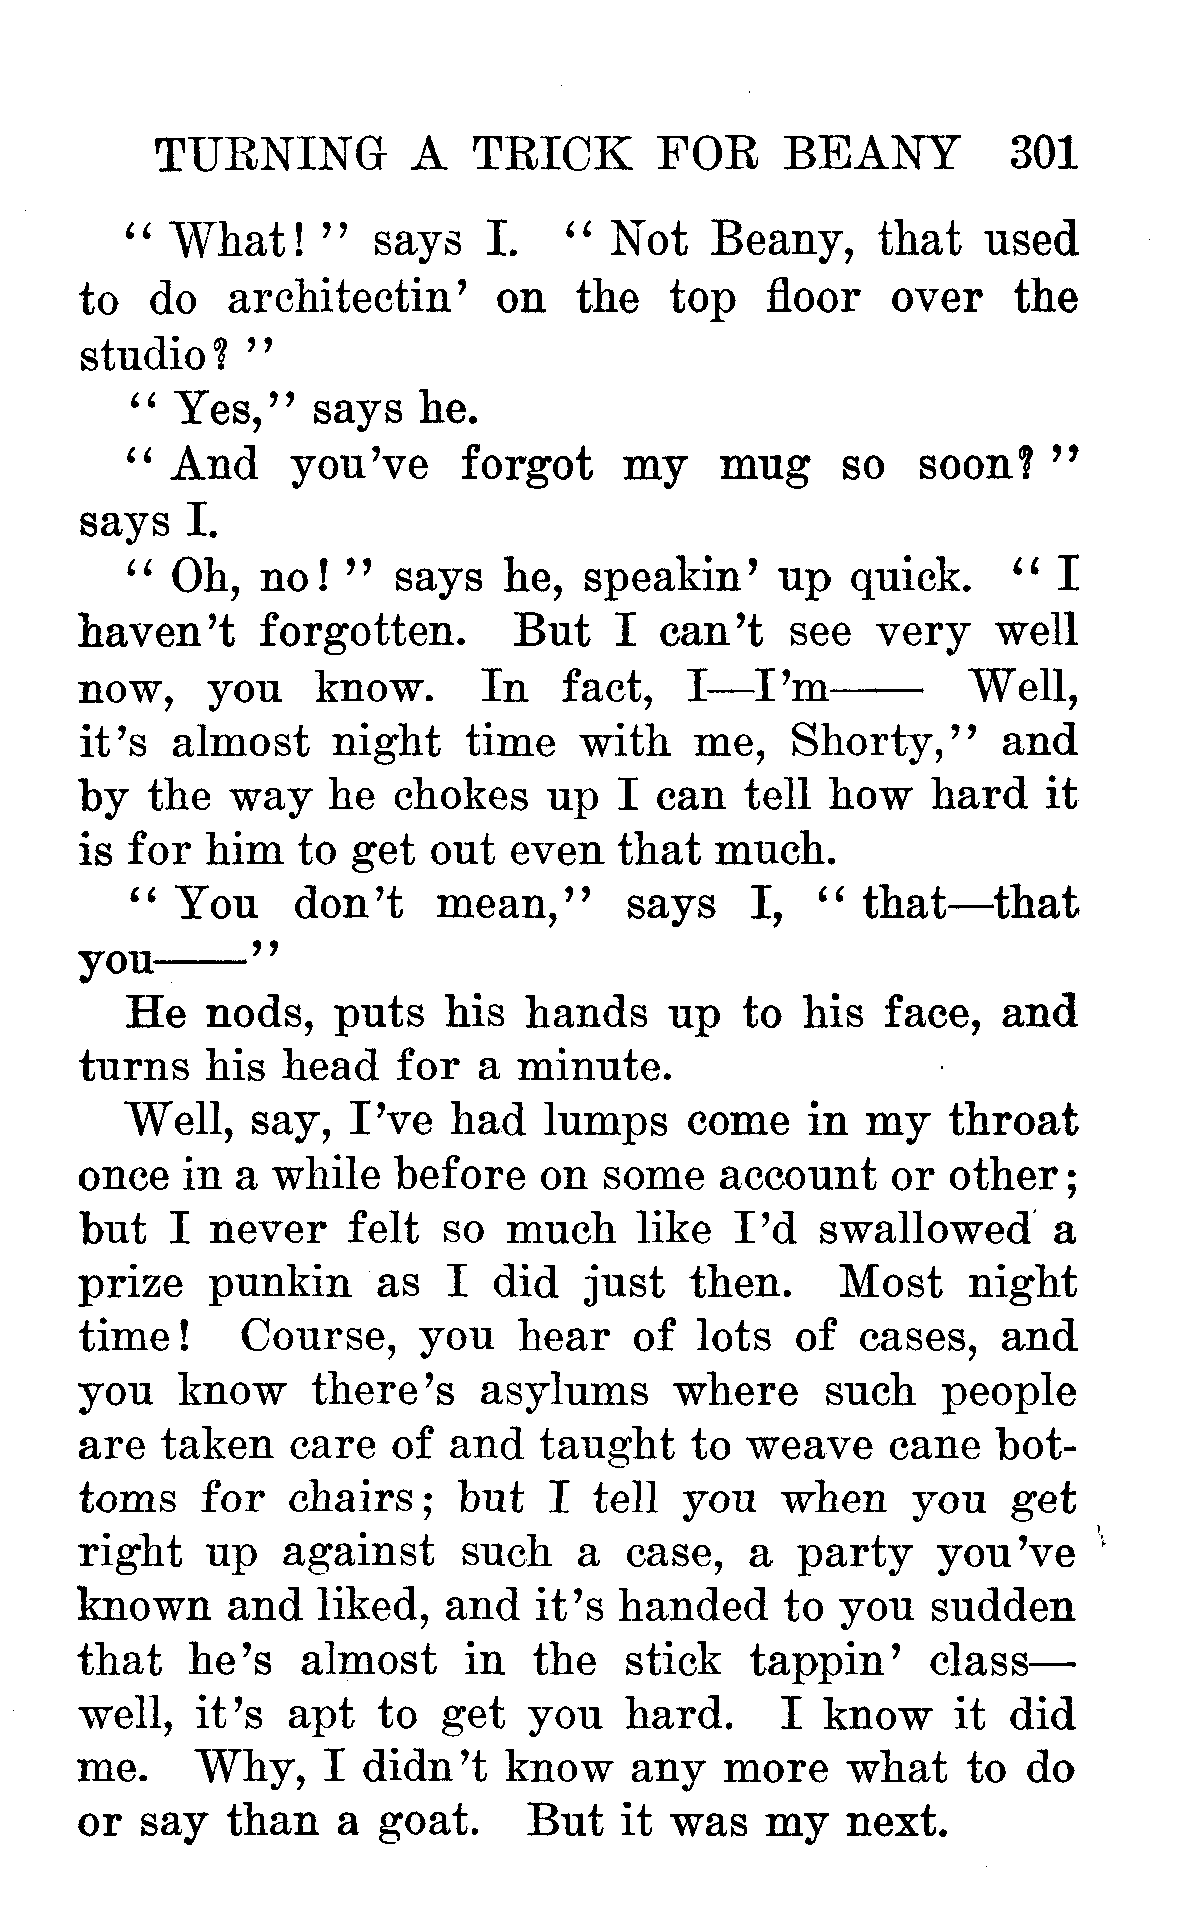 TURNING A TRICK FOR BEANY 301
“ What! ” says I. “ Not Beany, that used
to do architectin’ on the top floor over the
studio? ”
“ Yes,” says he.
“ And you’ve forgot my mug so soon? ”
says I.
“ Oh, no! ” says he, speakin’ up quick. “ I
haven’t forgotten. But I can’t see very well
now, you know. In fact, I—I’m—— Well,
it’s almost night time with me, Shorty,” and
by the way he chokes up I can tell how hard it
is for him to get out even that much.
“ You don’t mean,” says I, “ that—that
you——”
He nods, puts his hands up to his face, and
turns his head for a minute.
Well, say, I’ve had lumps come in my throat
once in a while before on some account or other;
but I never felt so much like I’d swallowed a
prize punkin as I did just then. Most night
time! Course, you hear of lots of cases, and
you know there’s asylums where such people
are taken care of and taught to weave cane bot-
toms for chairs; but I tell you when you get
right up against such a case, a party you’ve
known and liked, and it’s handed to you sudden
that he’s almost in the stick tappin’ class—
well, it’s apt to get you hard. I know it did
me. Why, I didn’t know any more what to do
or say than a goat. But it was my next.